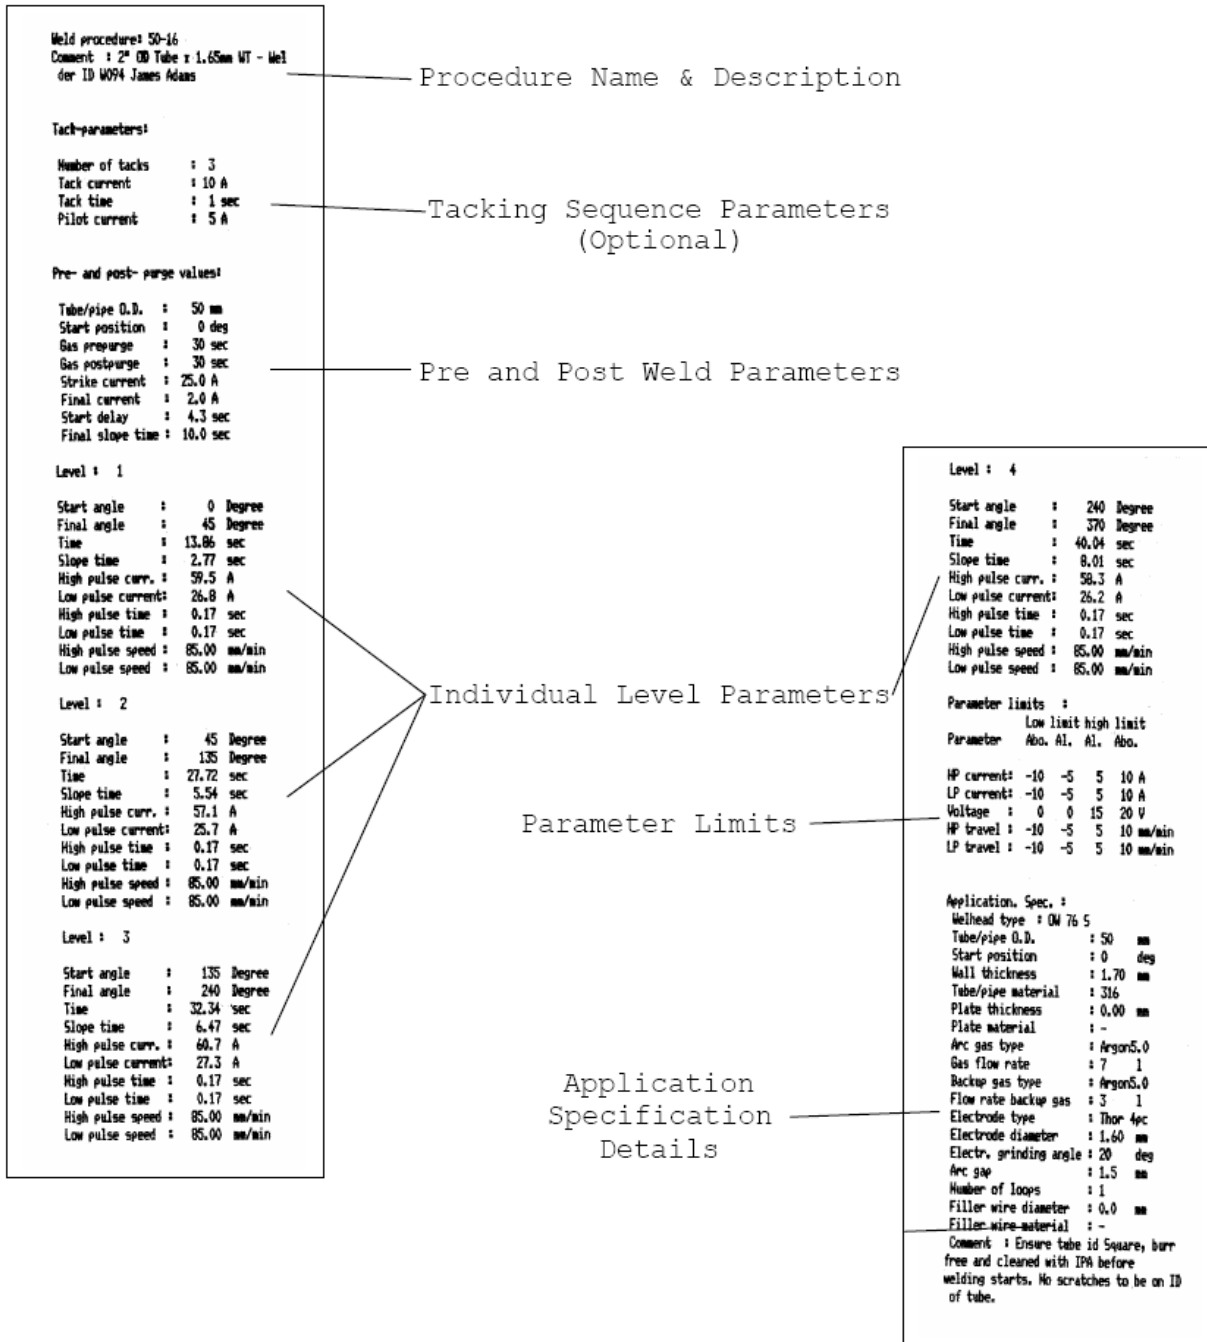 Weld procedure: 50-16
Comment : 2" OD Tube x 1.65mm WT - Wel
der ID W094 James Adams
Procedure Name & Description
Tack-parameters:
Number of tacks : 3
Tack current : 10 A
Tack time : 1 sec
Pilot current : 5 A
Tacking Sequence Parameters
(Optional)
Pre- and post- purge values:
Tube/pipe O.D. : 50 mm
Start position : 0 deg
Gas prepurge : 30 sec
Gas postpurge : 30 sec
Strike current : 25.0 A
Final current : 2.0 A
Start delay : 4.3 sec
Final slope time : 10.0 sec
Pre and Post Weld Parameters
Level : 1
Start angle : 0 Degree
Final angle : 45 Degree
Time : 13.86 sec
Slope time : 2.77 sec
High pulse curr. : 59.5 A
Low pulse current: 26.8 A
High pulse time : 0.17 sec
Low pulse time : 0.17 sec
High pulse speed : 85.00 mm/min
Low pulse speed : 85.00 mm/min
Level : 2
Start angle : 45 Degree
Final angle : 135 Degree
Time : 27.72 sec
Slope time : 5.54 sec
High pulse curr. : 57.1 A
Low pulse current: 25.7 A
High pulse time : 0.17 sec
Low pulse time : 0.17 sec
High pulse speed : 85.00 mm/min
Low pulse speed : 85.00 mm/min
Level : 3
Start angle : 135 Degree
Final angle : 240 Degree
Time : 32.34 sec
Slope time : 6.47 sec
High pulse curr. : 60.7 A
Low pulse current: 27.3 A
High pulse time : 0.17 sec
Low pulse time : 0.17 sec
High pulse speed : 85.00 mm/min
Low pulse speed : 85.00 mm/min
Individual Level Parameters
Level : 4
Start angle : 240 Degree
Final angle : 370 Degree
Time : 40.04 sec
Slope time : 8.01 sec
High pulse curr. : 58.3 A
Low pulse current: 26.2 A
High pulse time : 0.17 sec
Low pulse time : 0.17 sec
High pulse speed : 85.00 mm/min
Low pulse speed : 85.00 mm/min
Parameter limits :
Low limit high limit
Parameter Abo. Al. Al. Abo.
HP current: -10 -5 5 10 A
LP current: -10 -5 5 10 A
Voltage : 0 0 15 20 V
HP travel : -10 -5 5 10 mm/min
LP travel : -10 -5 5 10 mm/min
Parameter Limits
Application. Spec. :
Welhead type : OW 76 S
Tube/pipe O.D. : 50 mm
Start position : 0 deg
Wall thickness : 1.70 mm
Tube/pipe material : 316
Plate thickness : 0.00 mm
Plate material : -
Arc gas type : Argon5.0
Gas flow rate : 7 l
Backup gas type : Argon5.0
Flow rate backup gas : 3 l
Electrode type : Thor 4pc
Electrode diameter : 1.60 mm
Electr. grinding angle : 20 deg
Arc gap : 1.5 mm
Number of loops : 1
Filler wire diameter : 0.0 mm
Filler wire material : -
Comment : Ensure tube id Square, burr
free and cleaned with IPA before
welding starts. No scratches to be on ID
of tube.
Application
Specification
Details